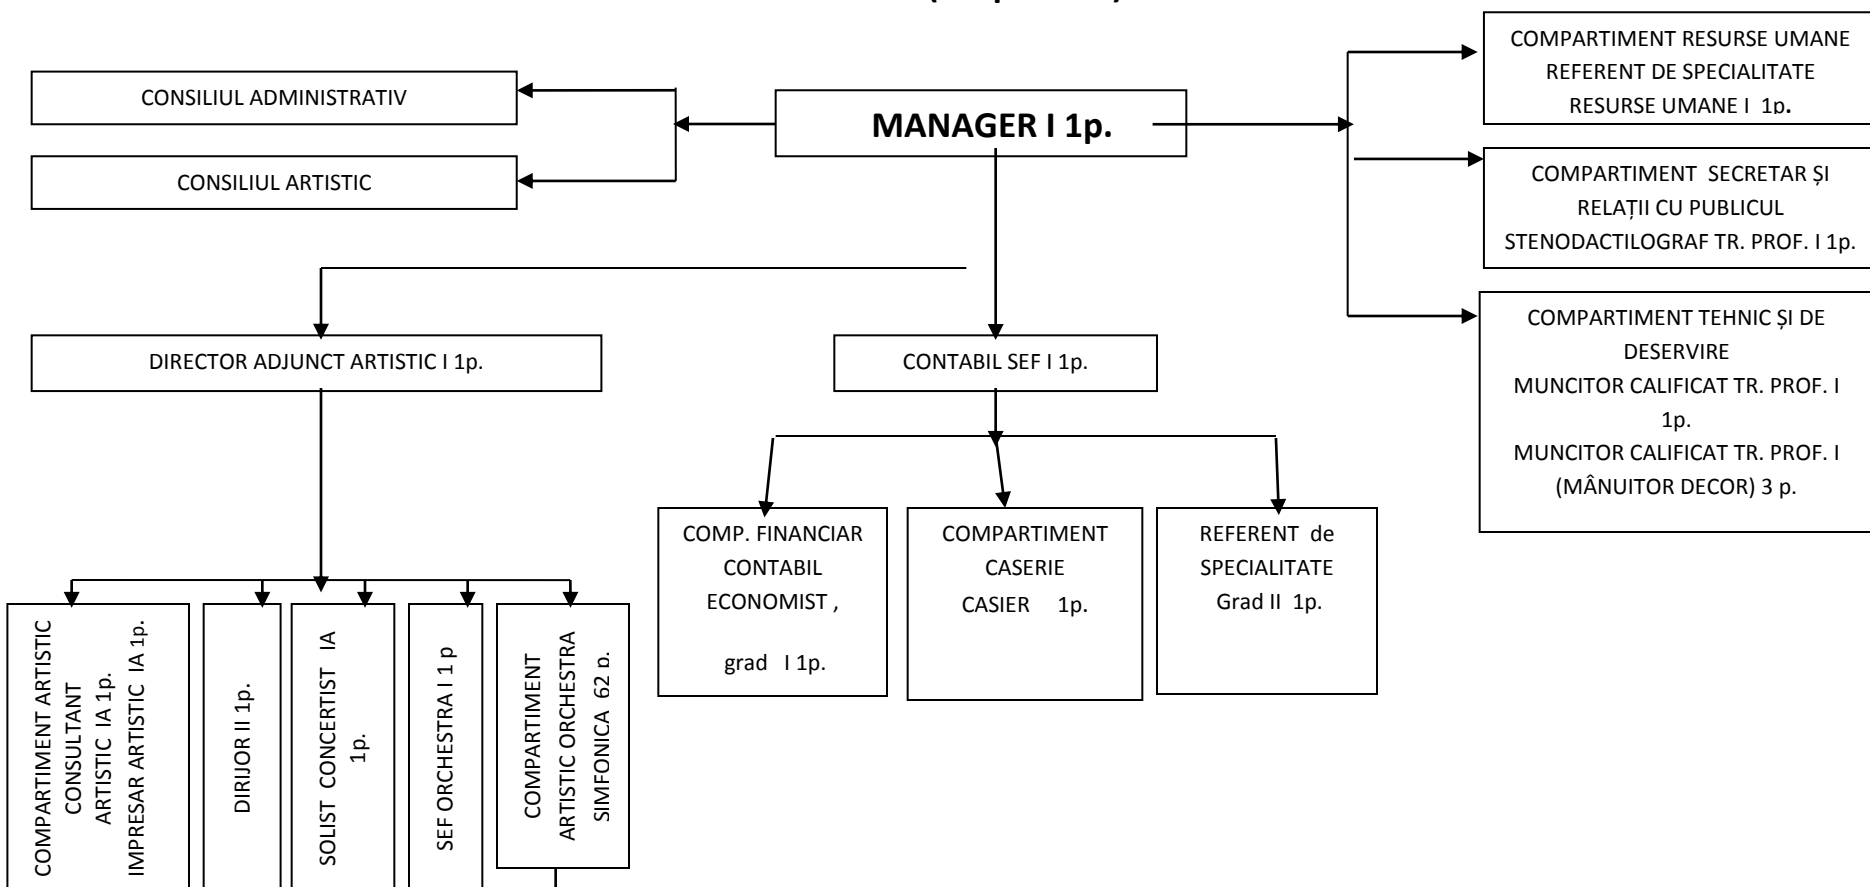 CONSILIUL ADMINISTRATIV
CONSILIUL ARTISTIC
MANAGER I 1p.
COMPARTIMENT RESURSE UMANE
REFERENT DE SPECIALITATE
RESURSE UMANE I 1p.
COMPARTIMENT SECRETAR ȘI
RELAȚII CU PUBLICUL
STENODACTILOGRAF TR. PROF. I 1p.
COMPARTIMENT TEHNIC ȘI DE
DESERVIRE
MUNCITOR CALIFICAT TR. PROF. I
1p.
MUNCITOR CALIFICAT TR. PROF. I
(MÂNUITOR DECOR) 3 p.
DIRECTOR ADJUNCT ARTISTIC I 1p.
CONTABIL SEF I 1p.
COMP. FINANCIAR
CONTABIL
ECONOMIST ,
grad I 1p.
COMPARTIMENT
CASERIE
CASIER 1p.
REFERENT de
SPECIALITATE
Grad II 1p.
COMPARTIMENT ARTISTIC
CONSULTANT
ARTISTIC IA 1p.
IMPRESAR ARTISTIC IA 1p.
DIRIJOR II 1p.
SOLIST CONCERTIST IA
1p.
SEF ORCHESTRA I 1 p
COMPARTIMENT
ARTISTIC ORCHESTRA
SIMFONICA 62 p.